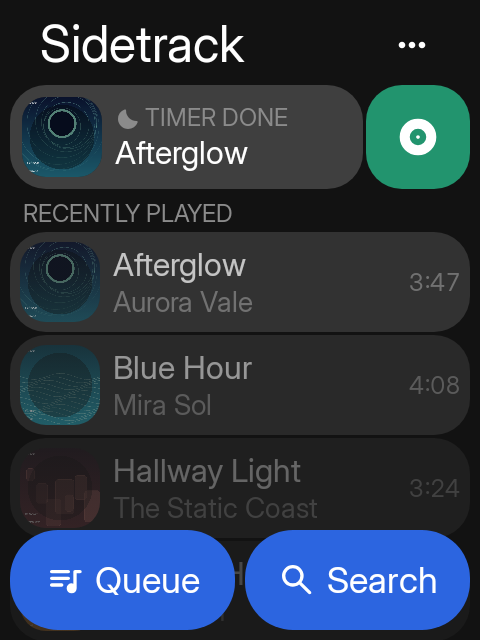 Sidetrack
TIMER DONE
Afterglow
RECENTLY PLAYED
Afterglow
Aurora Vale
3:47
Blue Hour
Mira Sol
4:08
Hallway Light
The Static Coast
3:24
Queue
Search